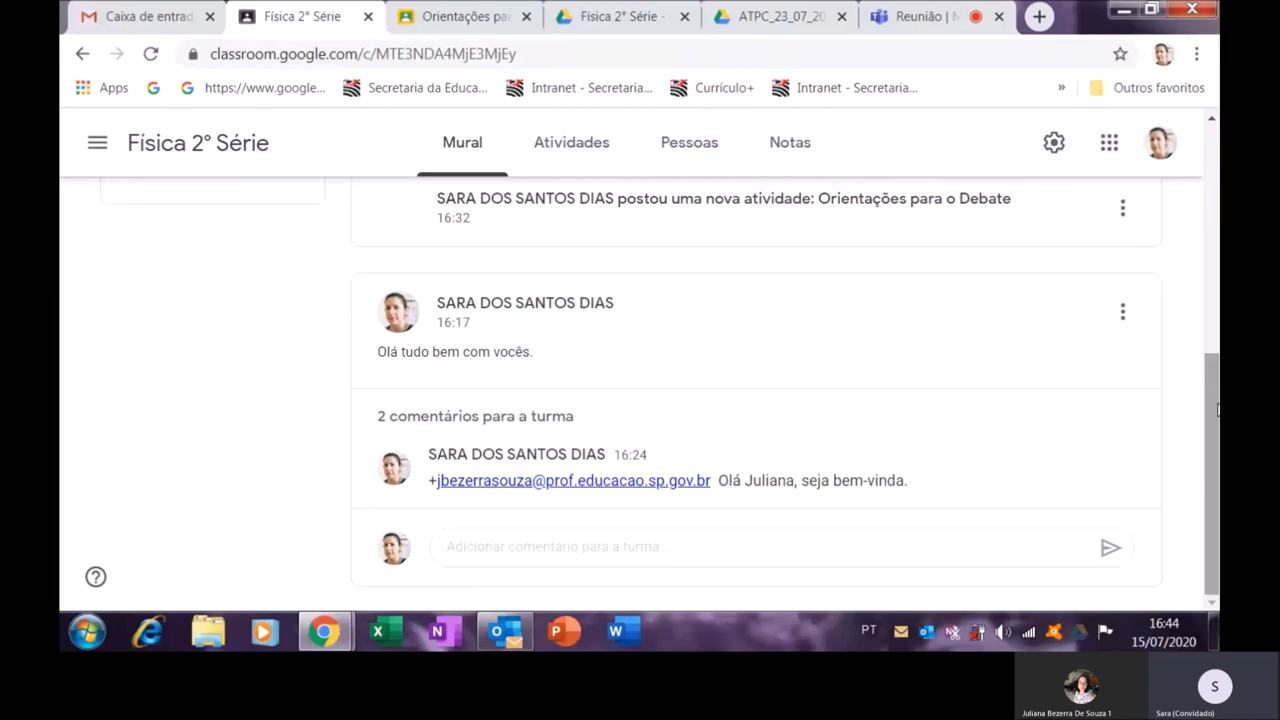 Caixa de entrad
Física 2° Série
Orientações pa
Física 2° Série -
ATPC_23_07_20
Reunião | M
classroom.google.com/c/MTE3NDA4MjE3MjEy
Apps
https://www.google...
Secretaria da Educa...
Intranet - Secretaria...
Currículo+
Intranet - Secretaria...
»
Outros favoritos
Física 2° Série
Mural
Atividades
Pessoas
Notas
SARA DOS SANTOS DIAS postou uma nova atividade: Orientações para o Debate
16:32
SARA DOS SANTOS DIAS
16:17
Olá tudo bem com vocês.
2 comentários para a turma
SARA DOS SANTOS DIAS 16:24
+jbezerrasouza@prof.educacao.sp.gov.br Olá Juliana, seja bem-vinda.
Adicionar comentário para a turma...
PT
16:44
15/07/2020
Juliana Bezerra De Souza 1
S
Sara (Convidado)